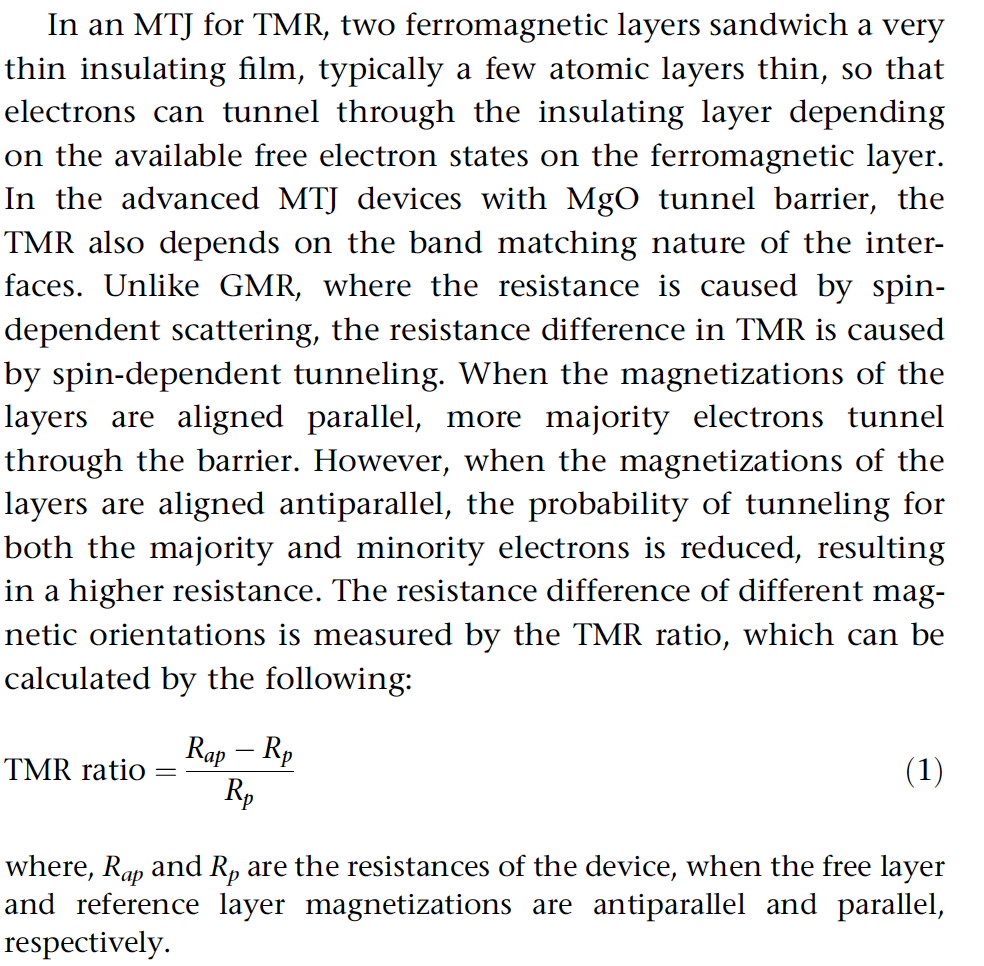 In an MTJ for TMR, two ferromagnetic layers sandwich a very
thin insulating film, typically a few atomic layers thin, so that
electrons can tunnel through the insulating layer depending
on the available free electron states on the ferromagnetic layer.
In the advanced MTJ devices with MgO tunnel barrier, the
TMR also depends on the band matching nature of the inter-
faces. Unlike GMR, where the resistance is caused by spin-
dependent scattering, the resistance difference in TMR is caused
by spin-dependent tunneling. When the magnetizations of the
layers are aligned parallel, more majority electrons tunnel
through the barrier. However, when the magnetizations of the
layers are aligned antiparallel, the probability of tunneling for
both the majority and minority electrons is reduced, resulting
in a higher resistance. The resistance difference of different mag-
netic orientations is measured by the TMR ratio, which can be
calculated by the following:
TMR ratio = (R_ap − R_p) / R_p (1)
where, R_ap and R_p are the resistances of the device, when the free layer
and reference layer magnetizations are antiparallel and parallel,
respectively.